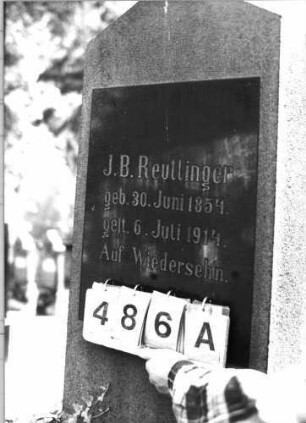 J.B. Reutlinger
geb. 30. Juni 1854.
gest. 6. Juli 1914.
Auf Wiedersehn.
486A